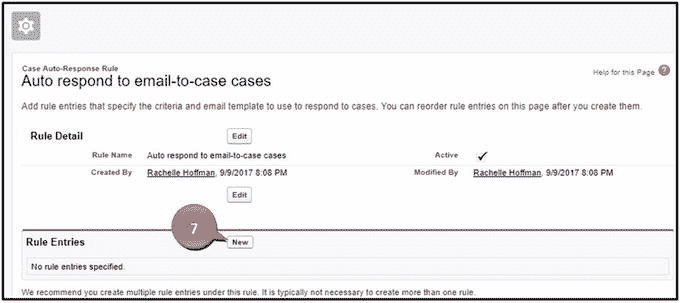 Case Auto-Response Rule
Auto respond to email-to-case cases
Help for this Page ?
Add rule entries that specify the criteria and email template to use to respond to cases. You can reorder rule entries on this page after you create them.
Rule Detail
Edit
Rule Name Auto respond to email-to-case cases Active ✓
Created By Rachelle Hoffman, 9/9/2017 8:08 PM Modified By Rachelle Hoffman, 9/9/2017 8:08 PM
Edit
7
Rule Entries New
No rule entries specified.
We recommend you create multiple rule entries under this rule. It is typically not necessary to create more than one rule.